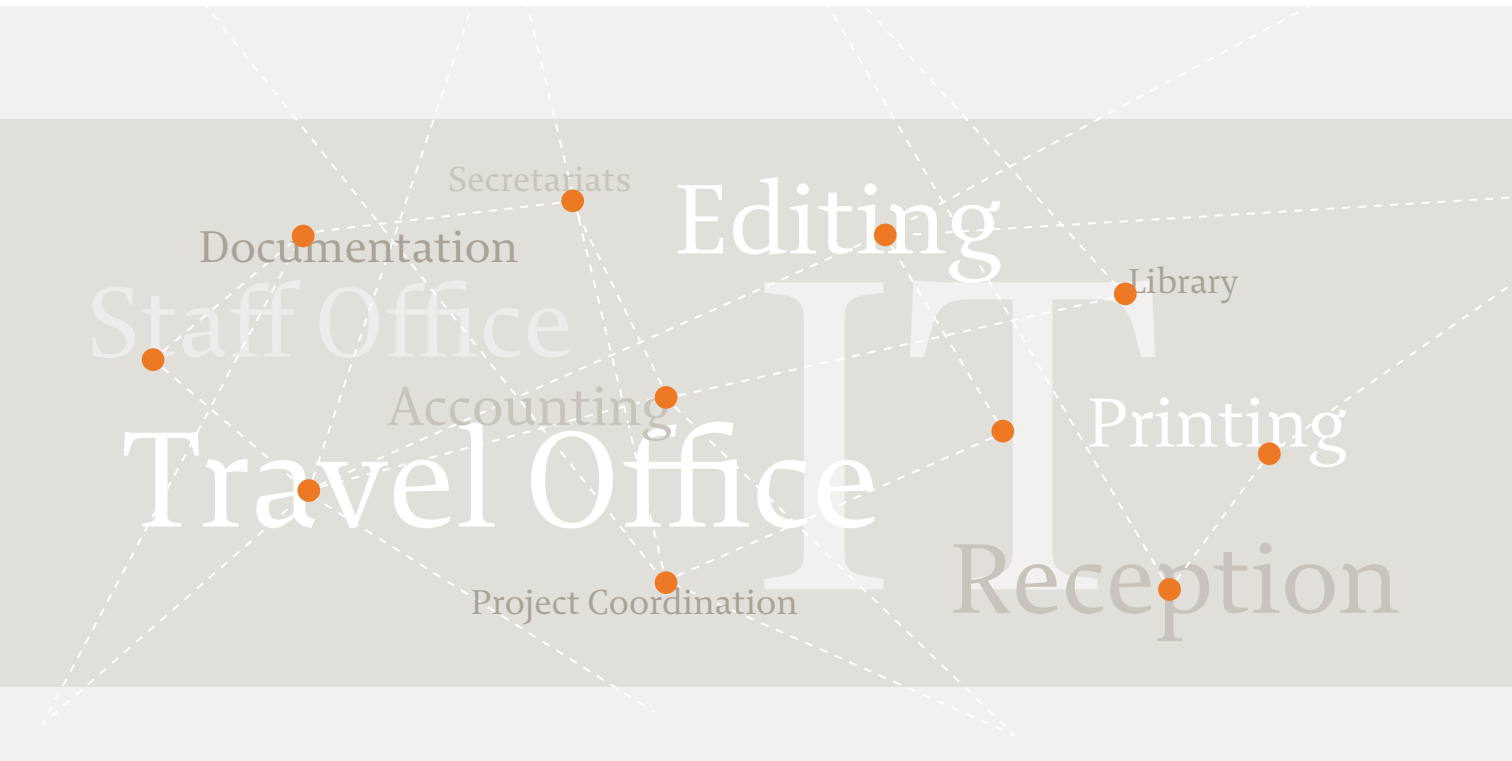 Secretariats
Editing
Documentation
Library
Staff Office
IT
Accounting
Printing
Travel Office
Reception
Project Coordination